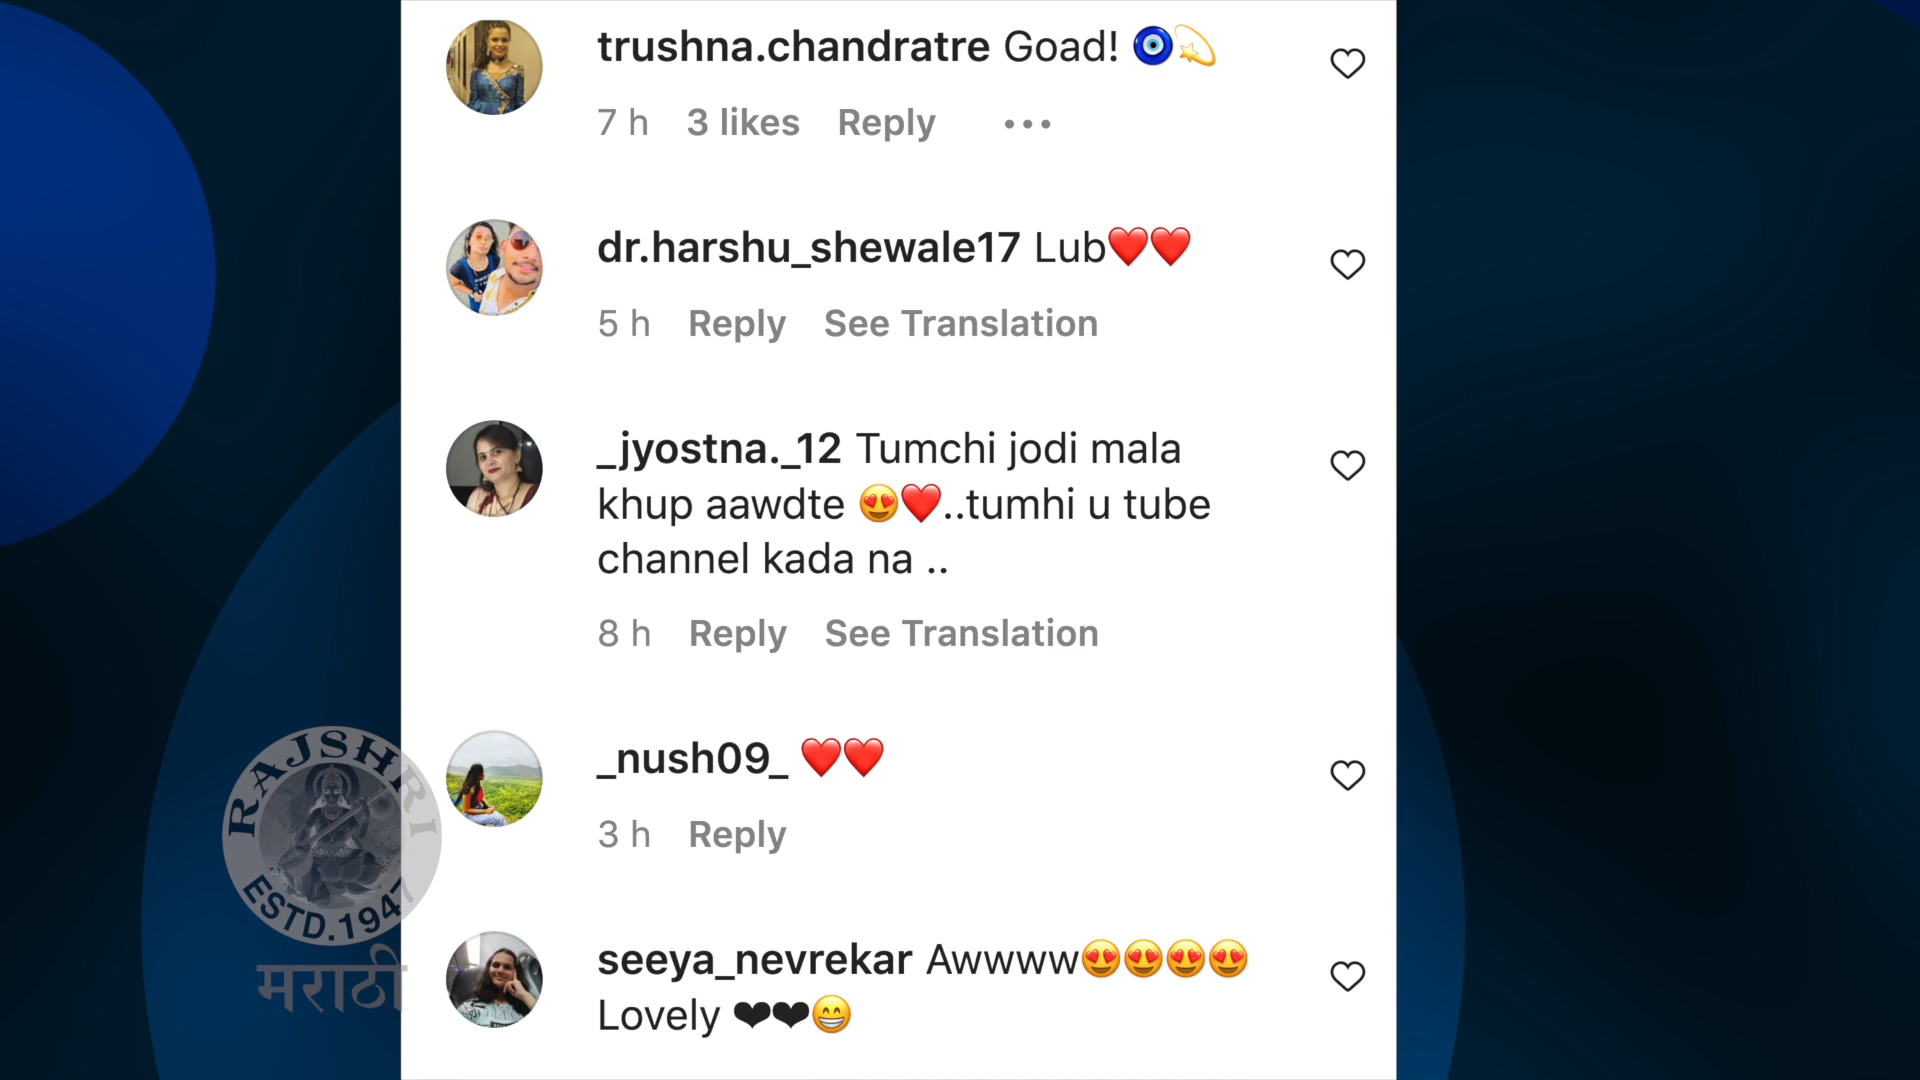 trushna.chandratre Goad! 🧿💫
7 h 3 likes Reply •••
dr.harshu_shewale17 Lub❤️❤️
5 h Reply See Translation
_jyostna._12 Tumchi jodi mala
khup aawdte 😍❤️..tumhi u tube
channel kada na ..
8 h Reply See Translation
_nush09_ ❤️❤️
3 h Reply
seeya_nevrekar Awwww😍😍😍😍
Lovely ❤❤😁
RAJSHRI
ESTD.1947
मराठी